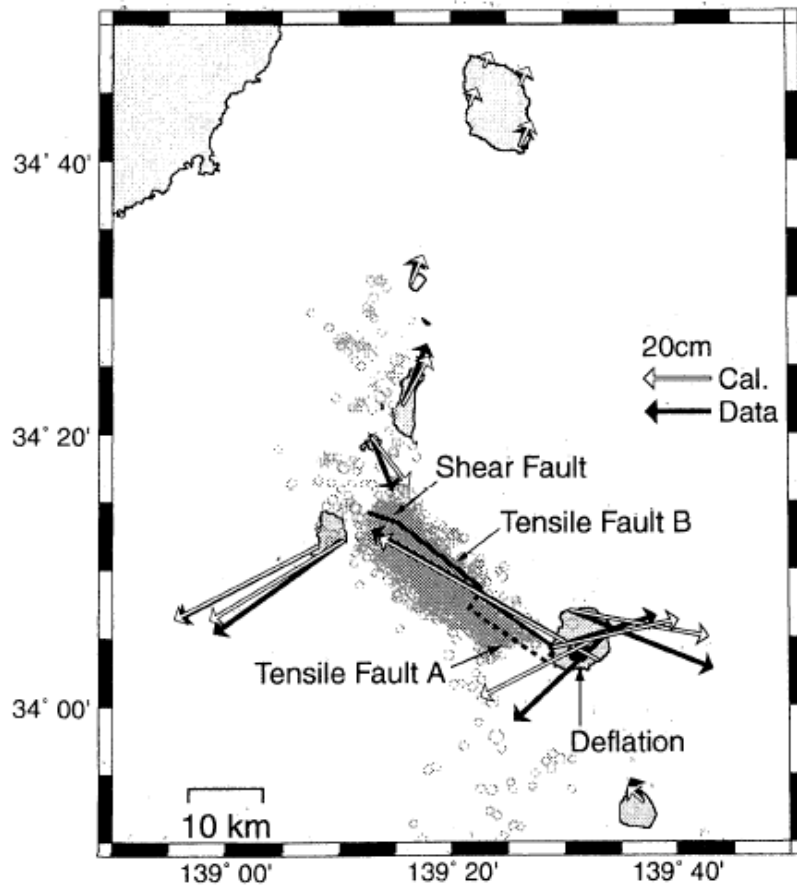 34° 40'
20cm
Cal.
Data
34° 20'
Shear Fault
Tensile Fault B
Tensile Fault A
34° 00'
Deflation
10 km
139° 00'
139° 20'
139° 40'